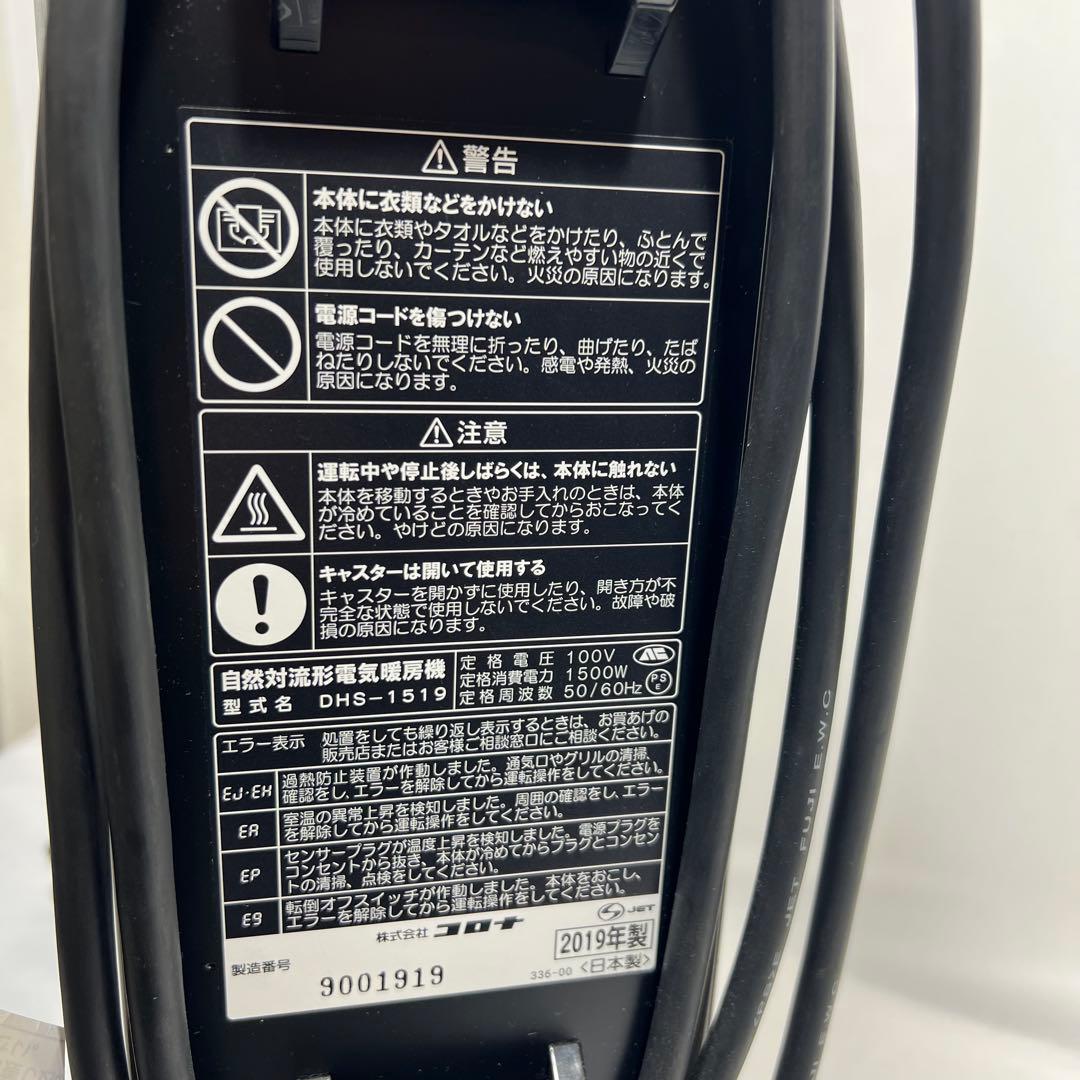 警告
本体に衣類などをかけない
本体に衣類やタオルなどをかけたり、ふとんで
覆ったり、カーテンなど燃えやすい物の近くで
使用しないでください。火災の原因になります。
電源コードを傷つけない
電源コードを無理に折ったり、曲げたり、たば
ねたりしないでください。感電や発熱、火災の
原因になります。
注意
運転中や停止後しばらくは、本体に触れない
本体を移動するときやお手入れのときは、本体
が冷めていることを確認してからおこなってく
ださい。やけどの原因になります。
キャスターは開いて使用する
キャスターを開かずに使用したり、開き方が不
完全な状態で使用しないでください。故障や破
損の原因になります。
自然対流形電気暖房機
型式名 DHS-1519
定格電圧 100V
定格消費電力 1500W
定格周波数 50/60Hz
PS
E
エラー表示 処置をしても繰り返し表示するときは、お買あげの
販売店またはお客様ご相談窓口にご相談ください。
EJ・EH 過熱防止装置が作動しました。通気口やグリルの清掃、
確認をし、エラーを解除してから運転操作をしてください。
EA 室温の異常上昇を検知しました。周囲の確認をし、エラー
を解除してから運転操作をしてください。
EP センサープラグが温度上昇を検知しました。電源プラグを
コンセントから抜き、本体が冷めてからプラグとコンセン
トの清掃、点検をしてください。
E9 転倒オフスイッチが作動しました。本体をおこし、
エラーを解除してから運転操作をしてください。
株式会社 コロナ
JET
2019年製
製造番号 9001919
336-00 〈日本製〉
JET FUJI E.W.C